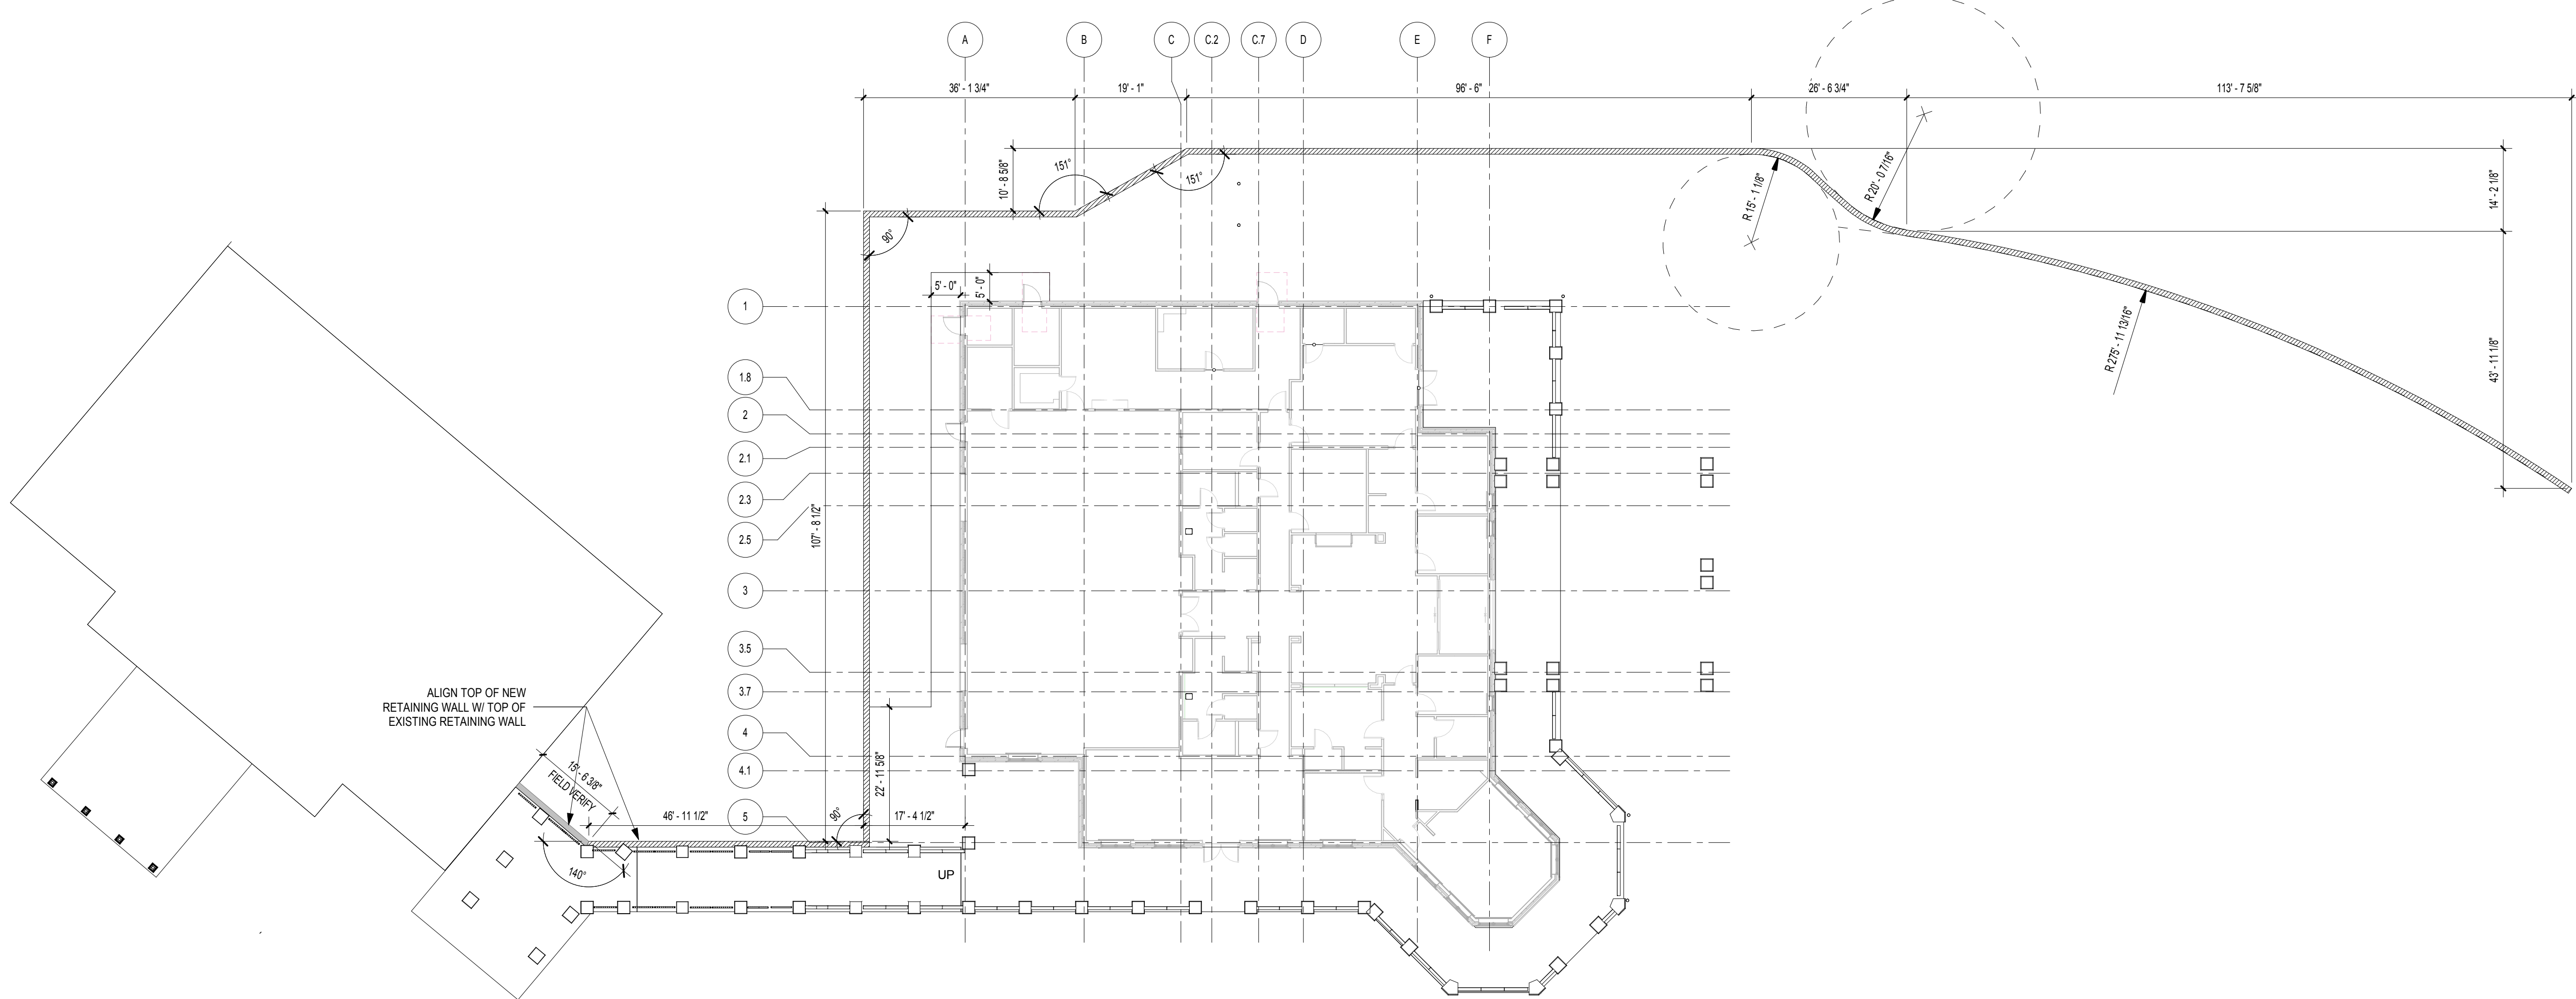 A
B
C
C.2
C.7
D
E
F
36' - 1 3/4"
19' - 1"
96' - 6"
26' - 6 3/4"
113' - 7 5/8"
10' - 8 5/8"
151°
151°
90°
R 15' - 1 1/8"
R 20' - 0 7/16"
14' - 2 1/8"
43' - 11 1/8"
R 275' - 11 13/16"
5' - 0"
5' - 0"
1
1.8
2
2.1
2.3
2.5
3
3.5
3.7
4
4.1
5
107' - 8 1/2"
22' - 11 5/8"
ALIGN TOP OF NEW
RETAINING WALL W/ TOP OF
EXISTING RETAINING WALL
15' - 6 3/8"
FIELD VERIFY
46' - 11 1/2"
90°
17' - 4 1/2"
140°
UP